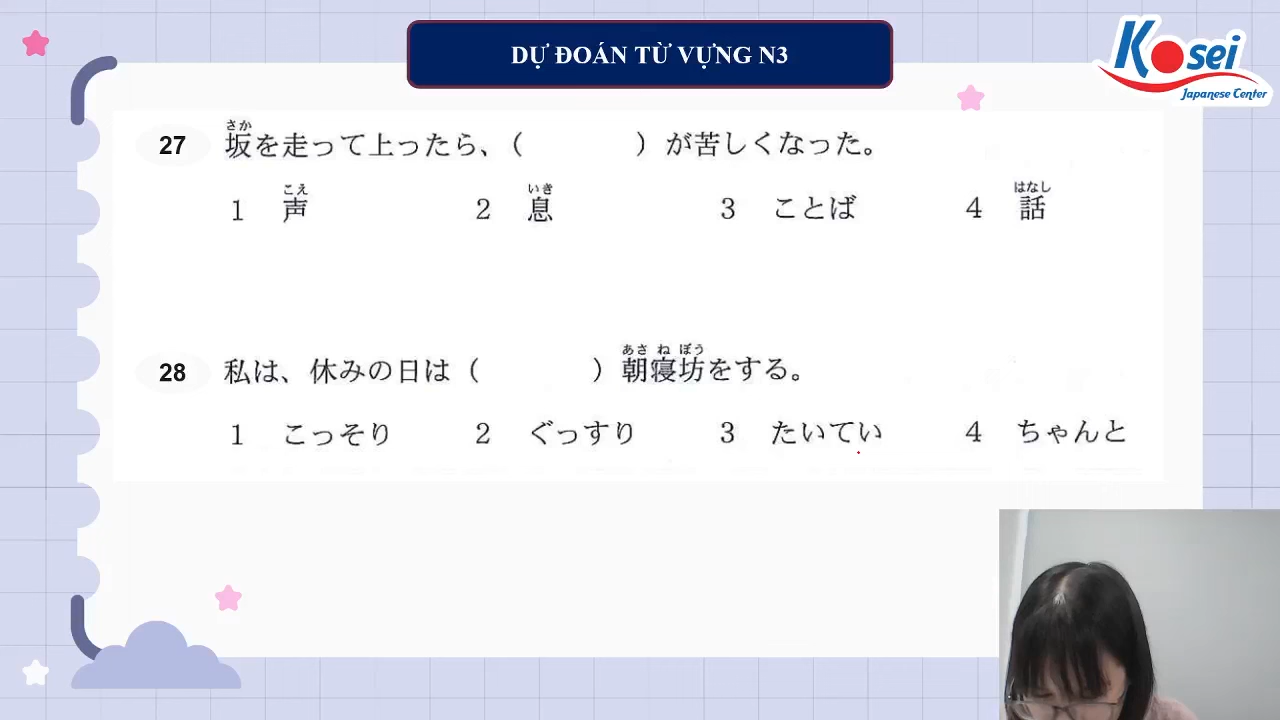 DỰ ĐOÁN TỪ VỰNG N3
Kosei
Japanese Center
27 坂を走って上ったら、（ ）が苦しくなった。
さか
1 声 2 息 3 ことば 4 話
こえ いき はなし
28 私は、休みの日は（ ）朝寝坊をする。
あさ ね ぼう
1 こっそり 2 ぐっすり 3 たいてい 4 ちゃんと